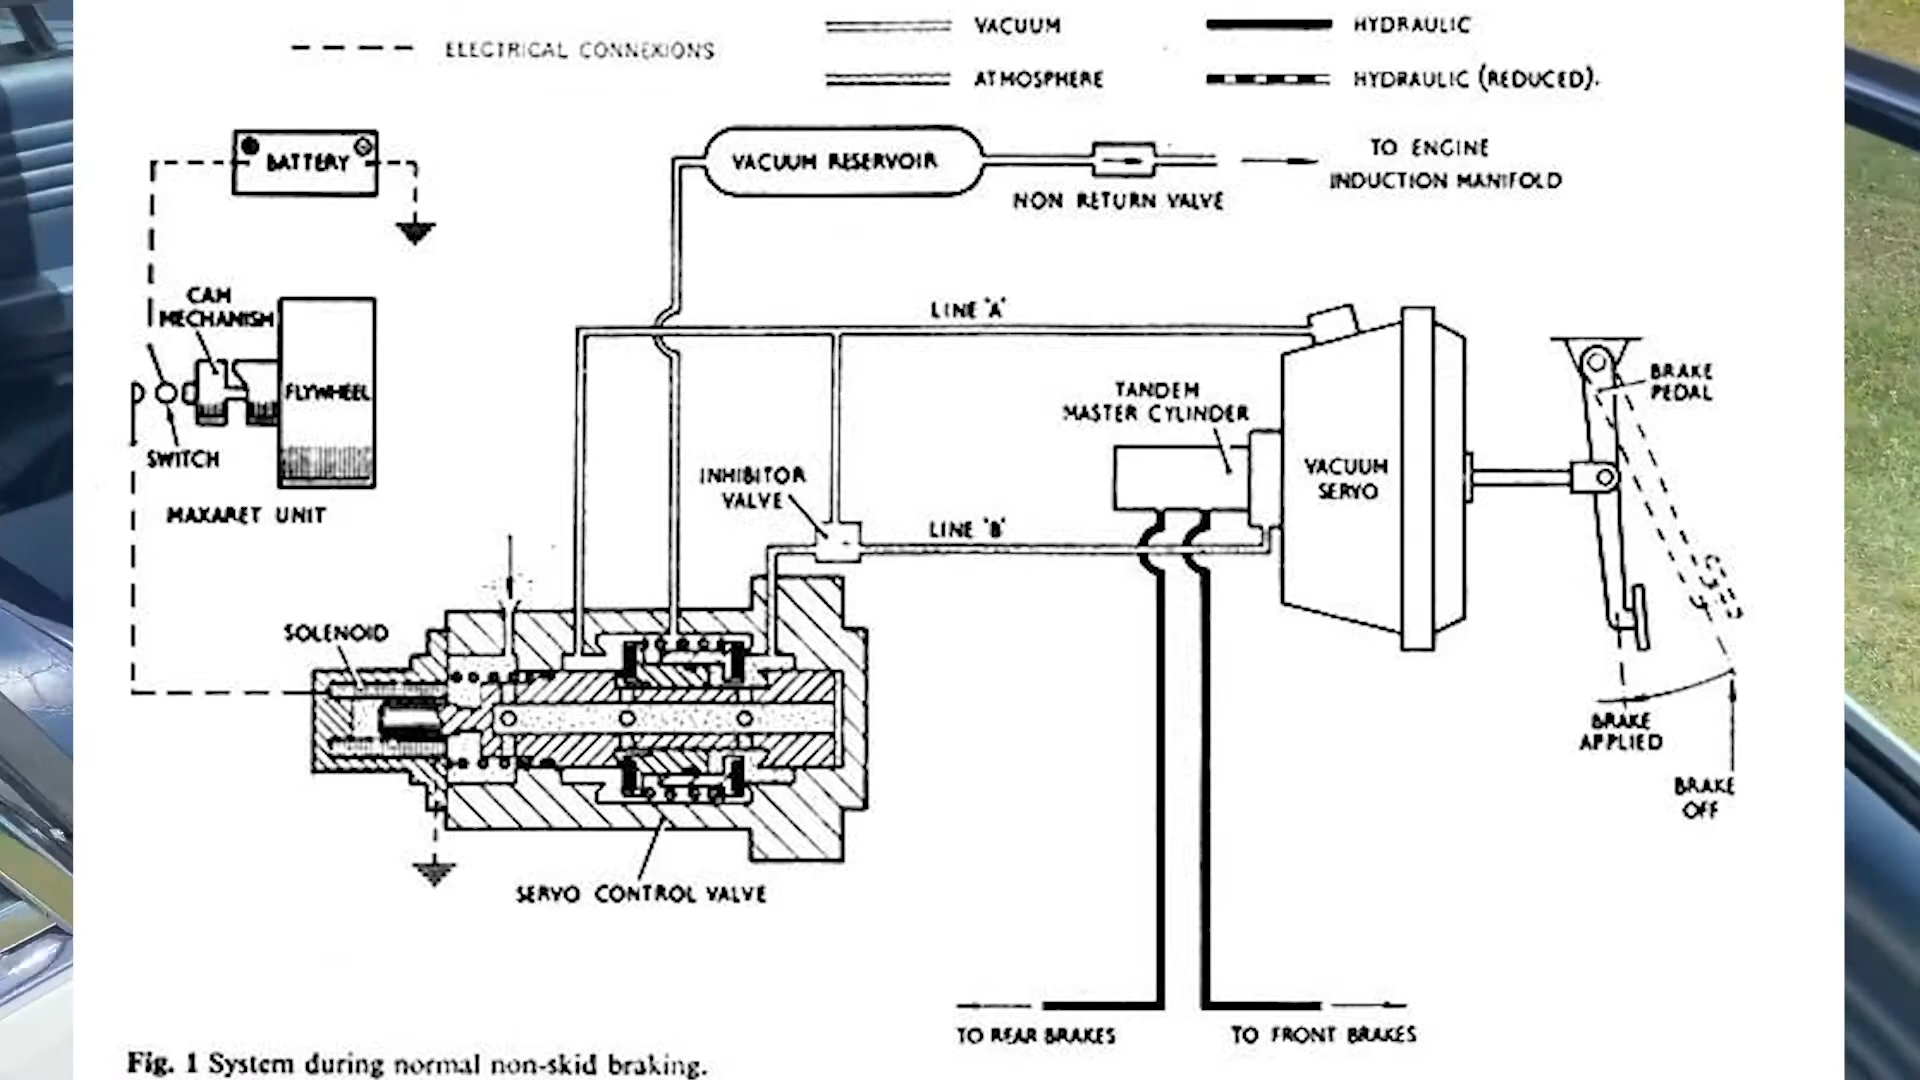 ELECTRICAL CONNEXIONS
VACUUM
ATMOSPHERE
HYDRAULIC
HYDRAULIC (REDUCED).
BATTERY
VACUUM RESERVOIR
NON RETURN VALVE
TO ENGINE
INDUCTION MANIFOLD
CAM
MECHANISM
FLYWHEEL
SWITCH
MAXARET UNIT
LINE 'A'
TANDEM
MASTER CYLINDER
INHIBITOR
VALVE
LINE 'B'
VACUUM
SERVO
BRAKE
PEDAL
SOLENOID
BRAKE
APPLIED
BRAKE
OFF
SERVO CONTROL VALVE
TO REAR BRAKES
TO FRONT BRAKES
Fig. 1 System during normal non-skid braking.